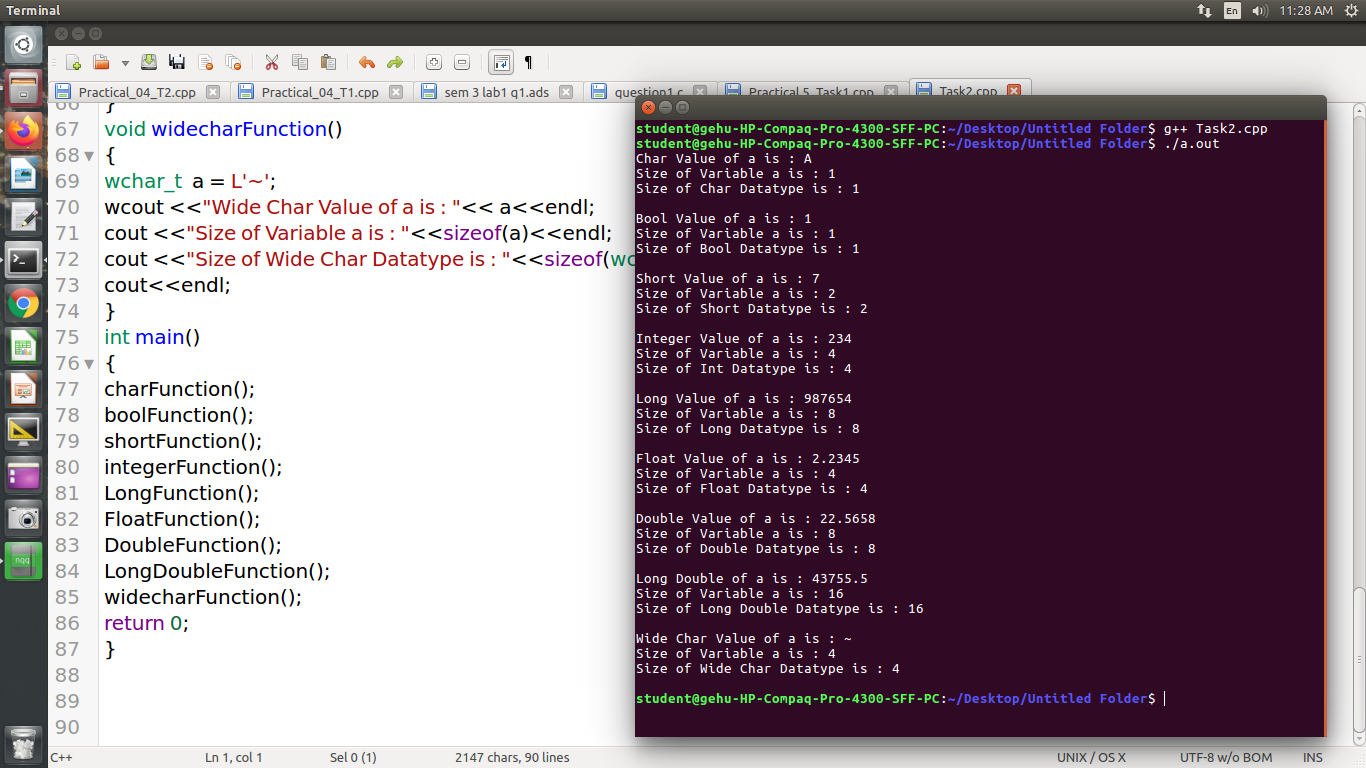 Terminal
En
11:28 AM
Practical_04_T2.cpp
Practical_04_T1.cpp
sem 3 lab1 q1.ads
question1.c
Practical 5_Task1.cpp
Task2.cpp
66 }
67 void widecharFunction()
68 {
69 wchar_t a = L'~';
70 wcout <<"Wide Char Value of a is : "<< a<<endl;
71 cout <<"Size of Variable a is : "<<sizeof(a)<<endl;
72 cout <<"Size of Wide Char Datatype is : "<<sizeof(wc
73 cout<<endl;
74 }
75 int main()
76 {
77 charFunction();
78 boolFunction();
79 shortFunction();
80 integerFunction();
81 LongFunction();
82 FloatFunction();
83 DoubleFunction();
84 LongDoubleFunction();
85 widecharFunction();
86 return 0;
87 }
88
89
90
student@gehu-HP-Compaq-Pro-4300-SFF-PC:~/Desktop/Untitled Folder$ g++ Task2.cpp
student@gehu-HP-Compaq-Pro-4300-SFF-PC:~/Desktop/Untitled Folder$ ./a.out
Char Value of a is : A
Size of Variable a is : 1
Size of Char Datatype is : 1
Bool Value of a is : 1
Size of Variable a is : 1
Size of Bool Datatype is : 1
Short Value of a is : 7
Size of Variable a is : 2
Size of Short Datatype is : 2
Integer Value of a is : 234
Size of Variable a is : 4
Size of Int Datatype is : 4
Long Value of a is : 987654
Size of Variable a is : 8
Size of Long Datatype is : 8
Float Value of a is : 2.2345
Size of Variable a is : 4
Size of Float Datatype is : 4
Double Value of a is : 22.5658
Size of Variable a is : 8
Size of Double Datatype is : 8
Long Double of a is : 43755.5
Size of Variable a is : 16
Size of Long Double Datatype is : 16
Wide Char Value of a is : ~
Size of Variable a is : 4
Size of Wide Char Datatype is : 4
student@gehu-HP-Compaq-Pro-4300-SFF-PC:~/Desktop/Untitled Folder$
nqq
C++
Ln 1, col 1
Sel 0 (1)
2147 chars, 90 lines
UNIX / OS X
UTF-8 w/o BOM
INS